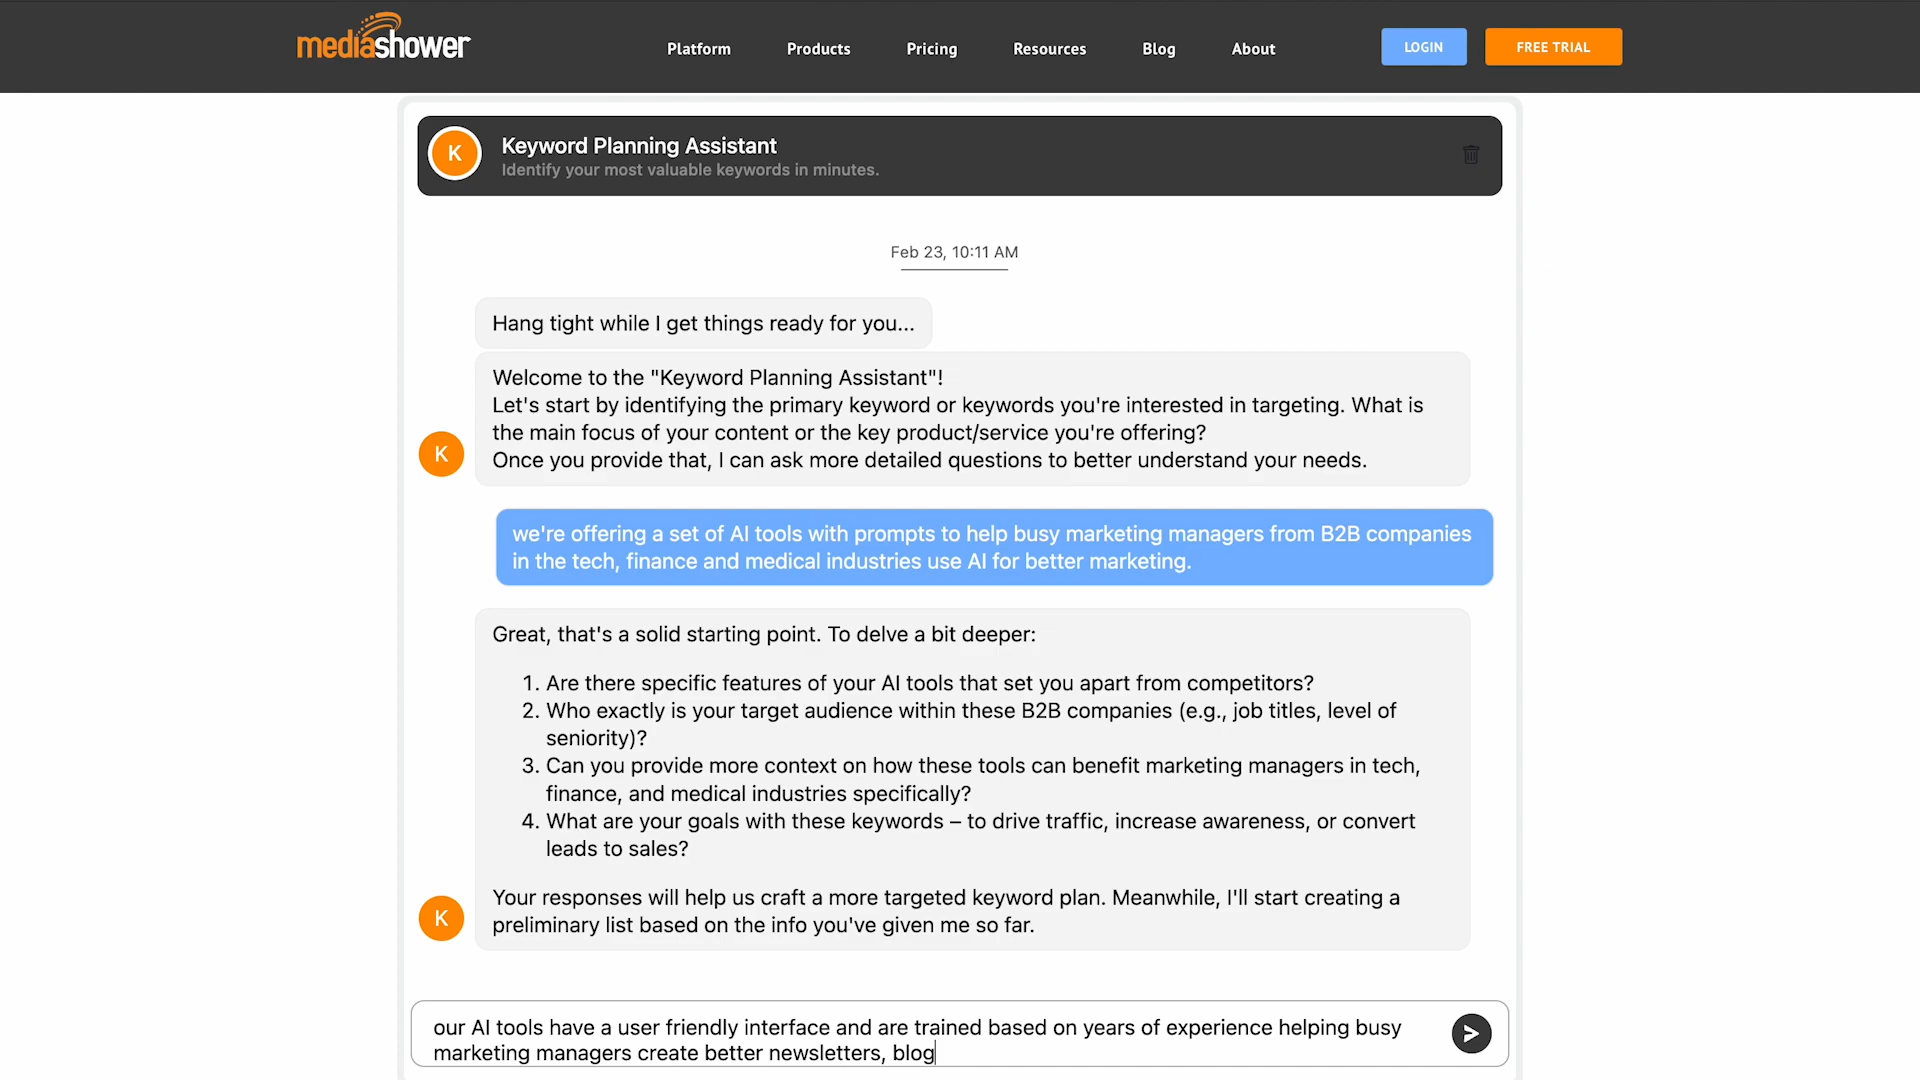 mediashower
Platform
Products
Pricing
Resources
Blog
About
LOGIN
FREE TRIAL
K
Keyword Planning Assistant
Identify your most valuable keywords in minutes.
Feb 23, 10:11 AM
Hang tight while I get things ready for you...
Welcome to the "Keyword Planning Assistant"!
Let's start by identifying the primary keyword or keywords you're interested in targeting. What is
the main focus of your content or the key product/service you're offering?
Once you provide that, I can ask more detailed questions to better understand your needs.
K
we're offering a set of AI tools with prompts to help busy marketing managers from B2B companies
in the tech, finance and medical industries use AI for better marketing.
Great, that's a solid starting point. To delve a bit deeper:
1. Are there specific features of your AI tools that set you apart from competitors?
2. Who exactly is your target audience within these B2B companies (e.g., job titles, level of
seniority)?
3. Can you provide more context on how these tools can benefit marketing managers in tech,
finance, and medical industries specifically?
4. What are your goals with these keywords – to drive traffic, increase awareness, or convert
leads to sales?
Your responses will help us craft a more targeted keyword plan. Meanwhile, I'll start creating a
preliminary list based on the info you've given me so far.
K
our AI tools have a user friendly interface and are trained based on years of experience helping busy
marketing managers create better newsletters, blog